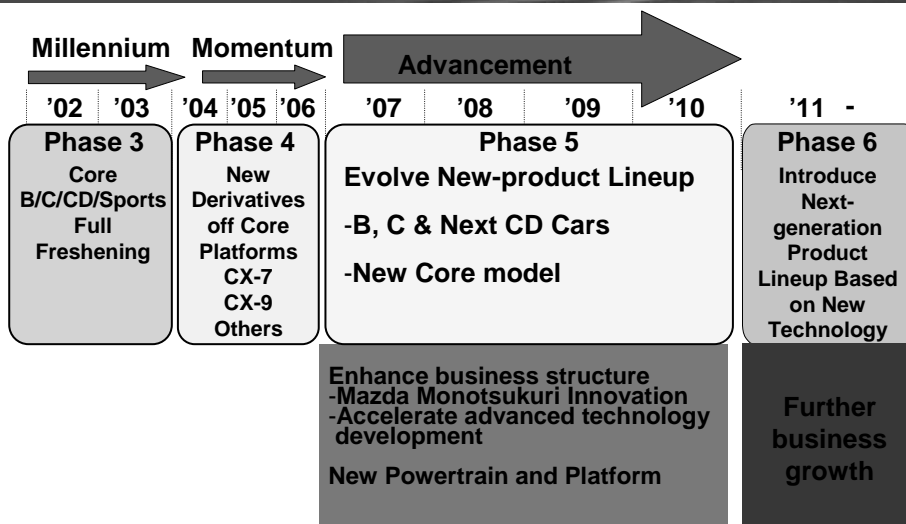 Millennium
Momentum
Advancement
’02 ’03 ’04 ’05 ’06 ’07 ’08 ’09 ’10 ’11 -
Phase 3
Core
B/C/CD/Sports
Full
Freshening
Phase 4
New
Derivatives
off Core
Platforms
CX-7
CX-9
Others
Phase 5
Evolve New-product Lineup
-B, C & Next CD Cars
-New Core model
Phase 6
Introduce
Next-
generation
Product
Lineup Based
on New
Technology
Enhance business structure
-Mazda Monotsukuri Innovation
-Accelerate advanced technology
development
New Powertrain and Platform
Further
business
growth